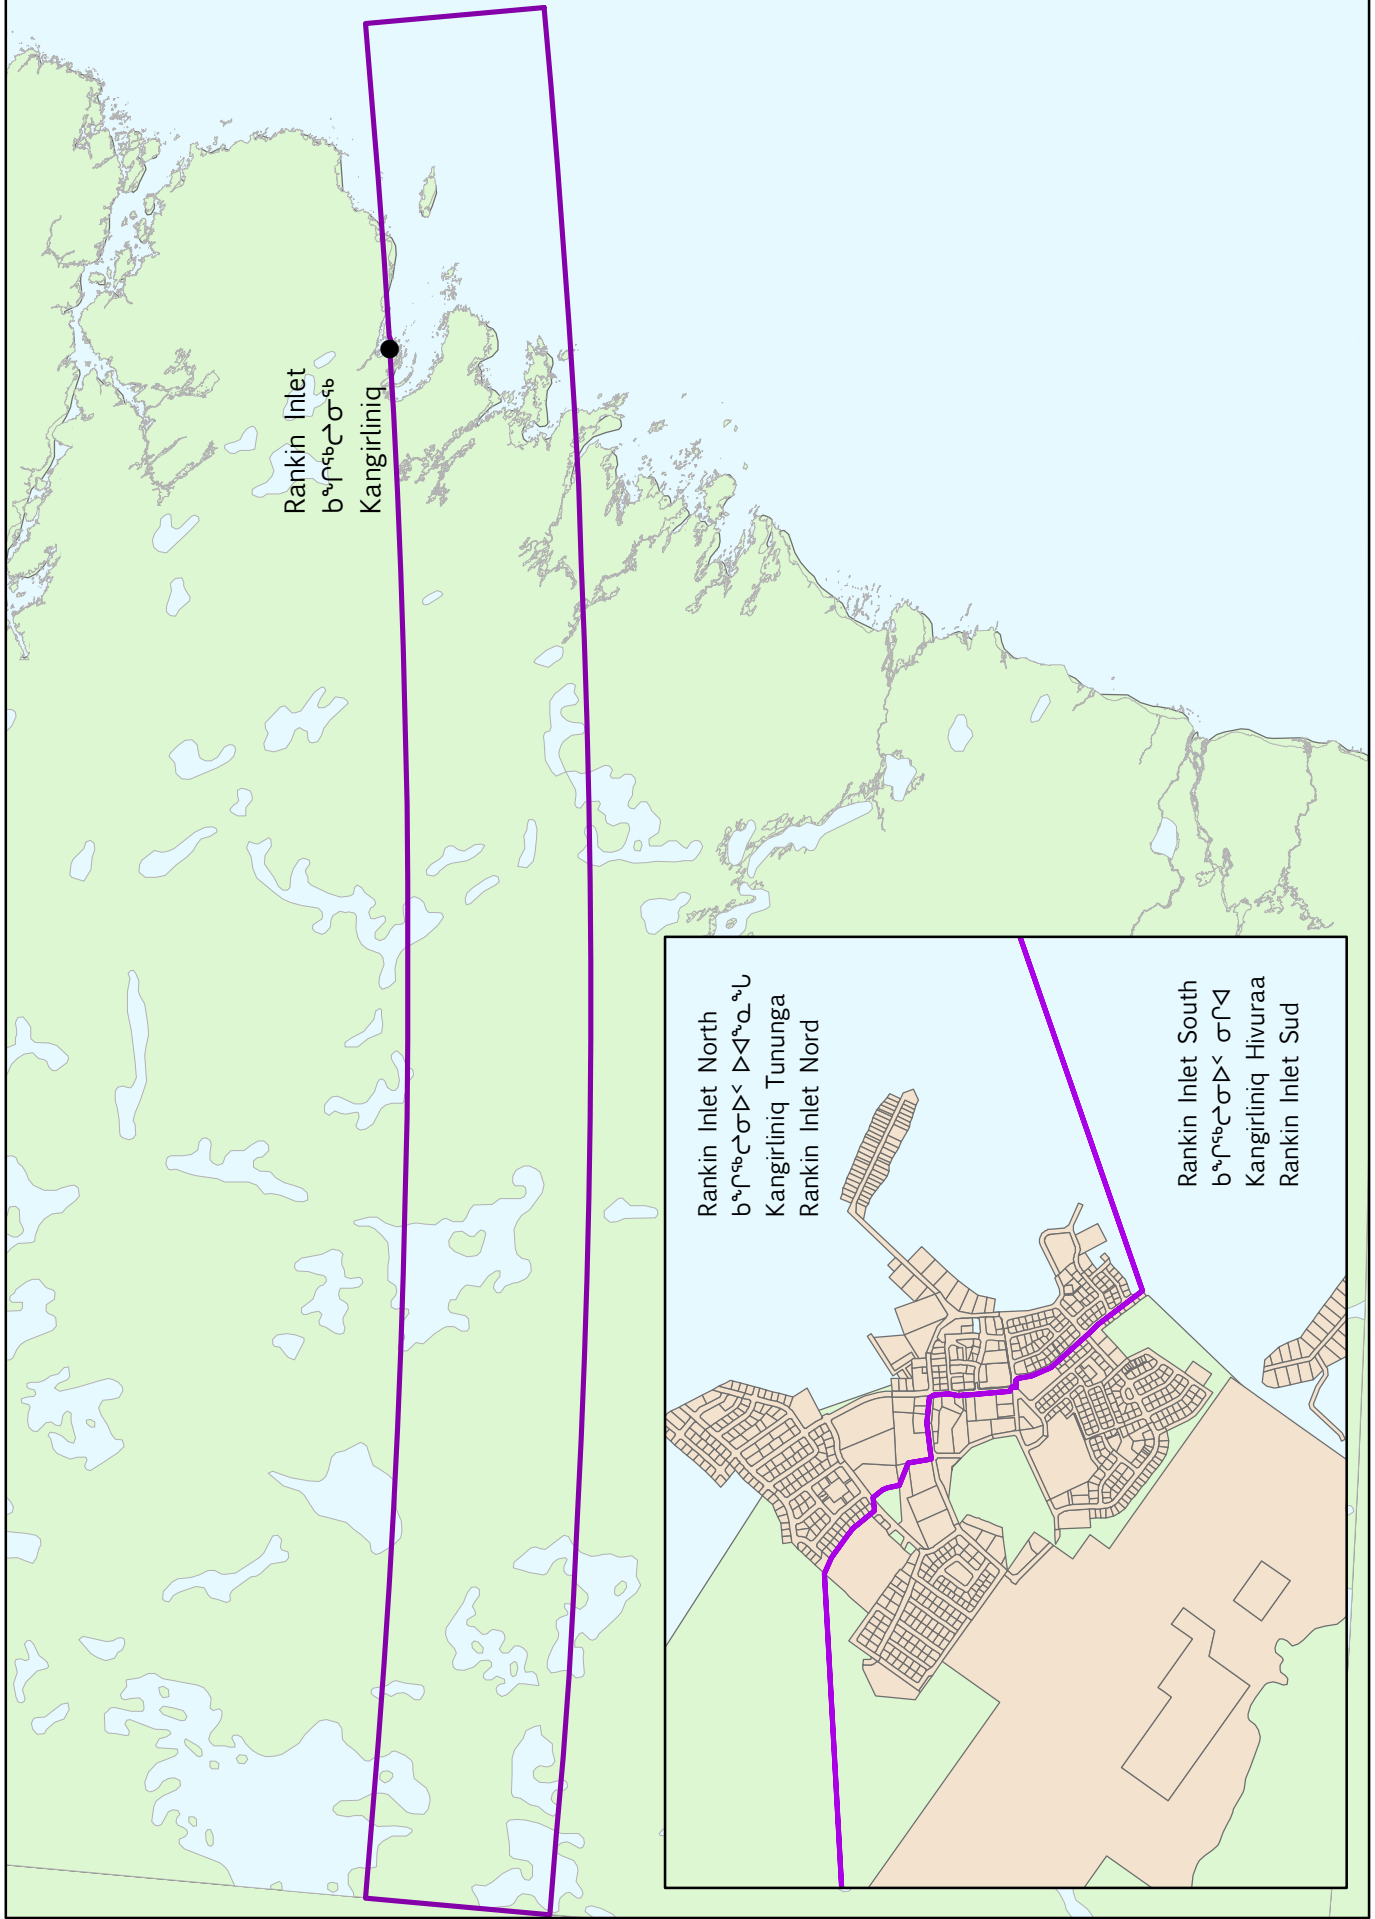 Rankin Inlet
ᑲᖏᖅᖠᓂᖅ
Kangirliniq
Rankin Inlet North
ᑲᖏᖅᖠᓂᐅᑉ ᐅᐊᖕᓇᖓ
Kangirliniq Tununga
Rankin Inlet Nord
Rankin Inlet South
ᑲᖏᖅᖠᓂᐅᑉ ᓂᒋᐊ
Kangirliniq Hivuraa
Rankin Inlet Sud